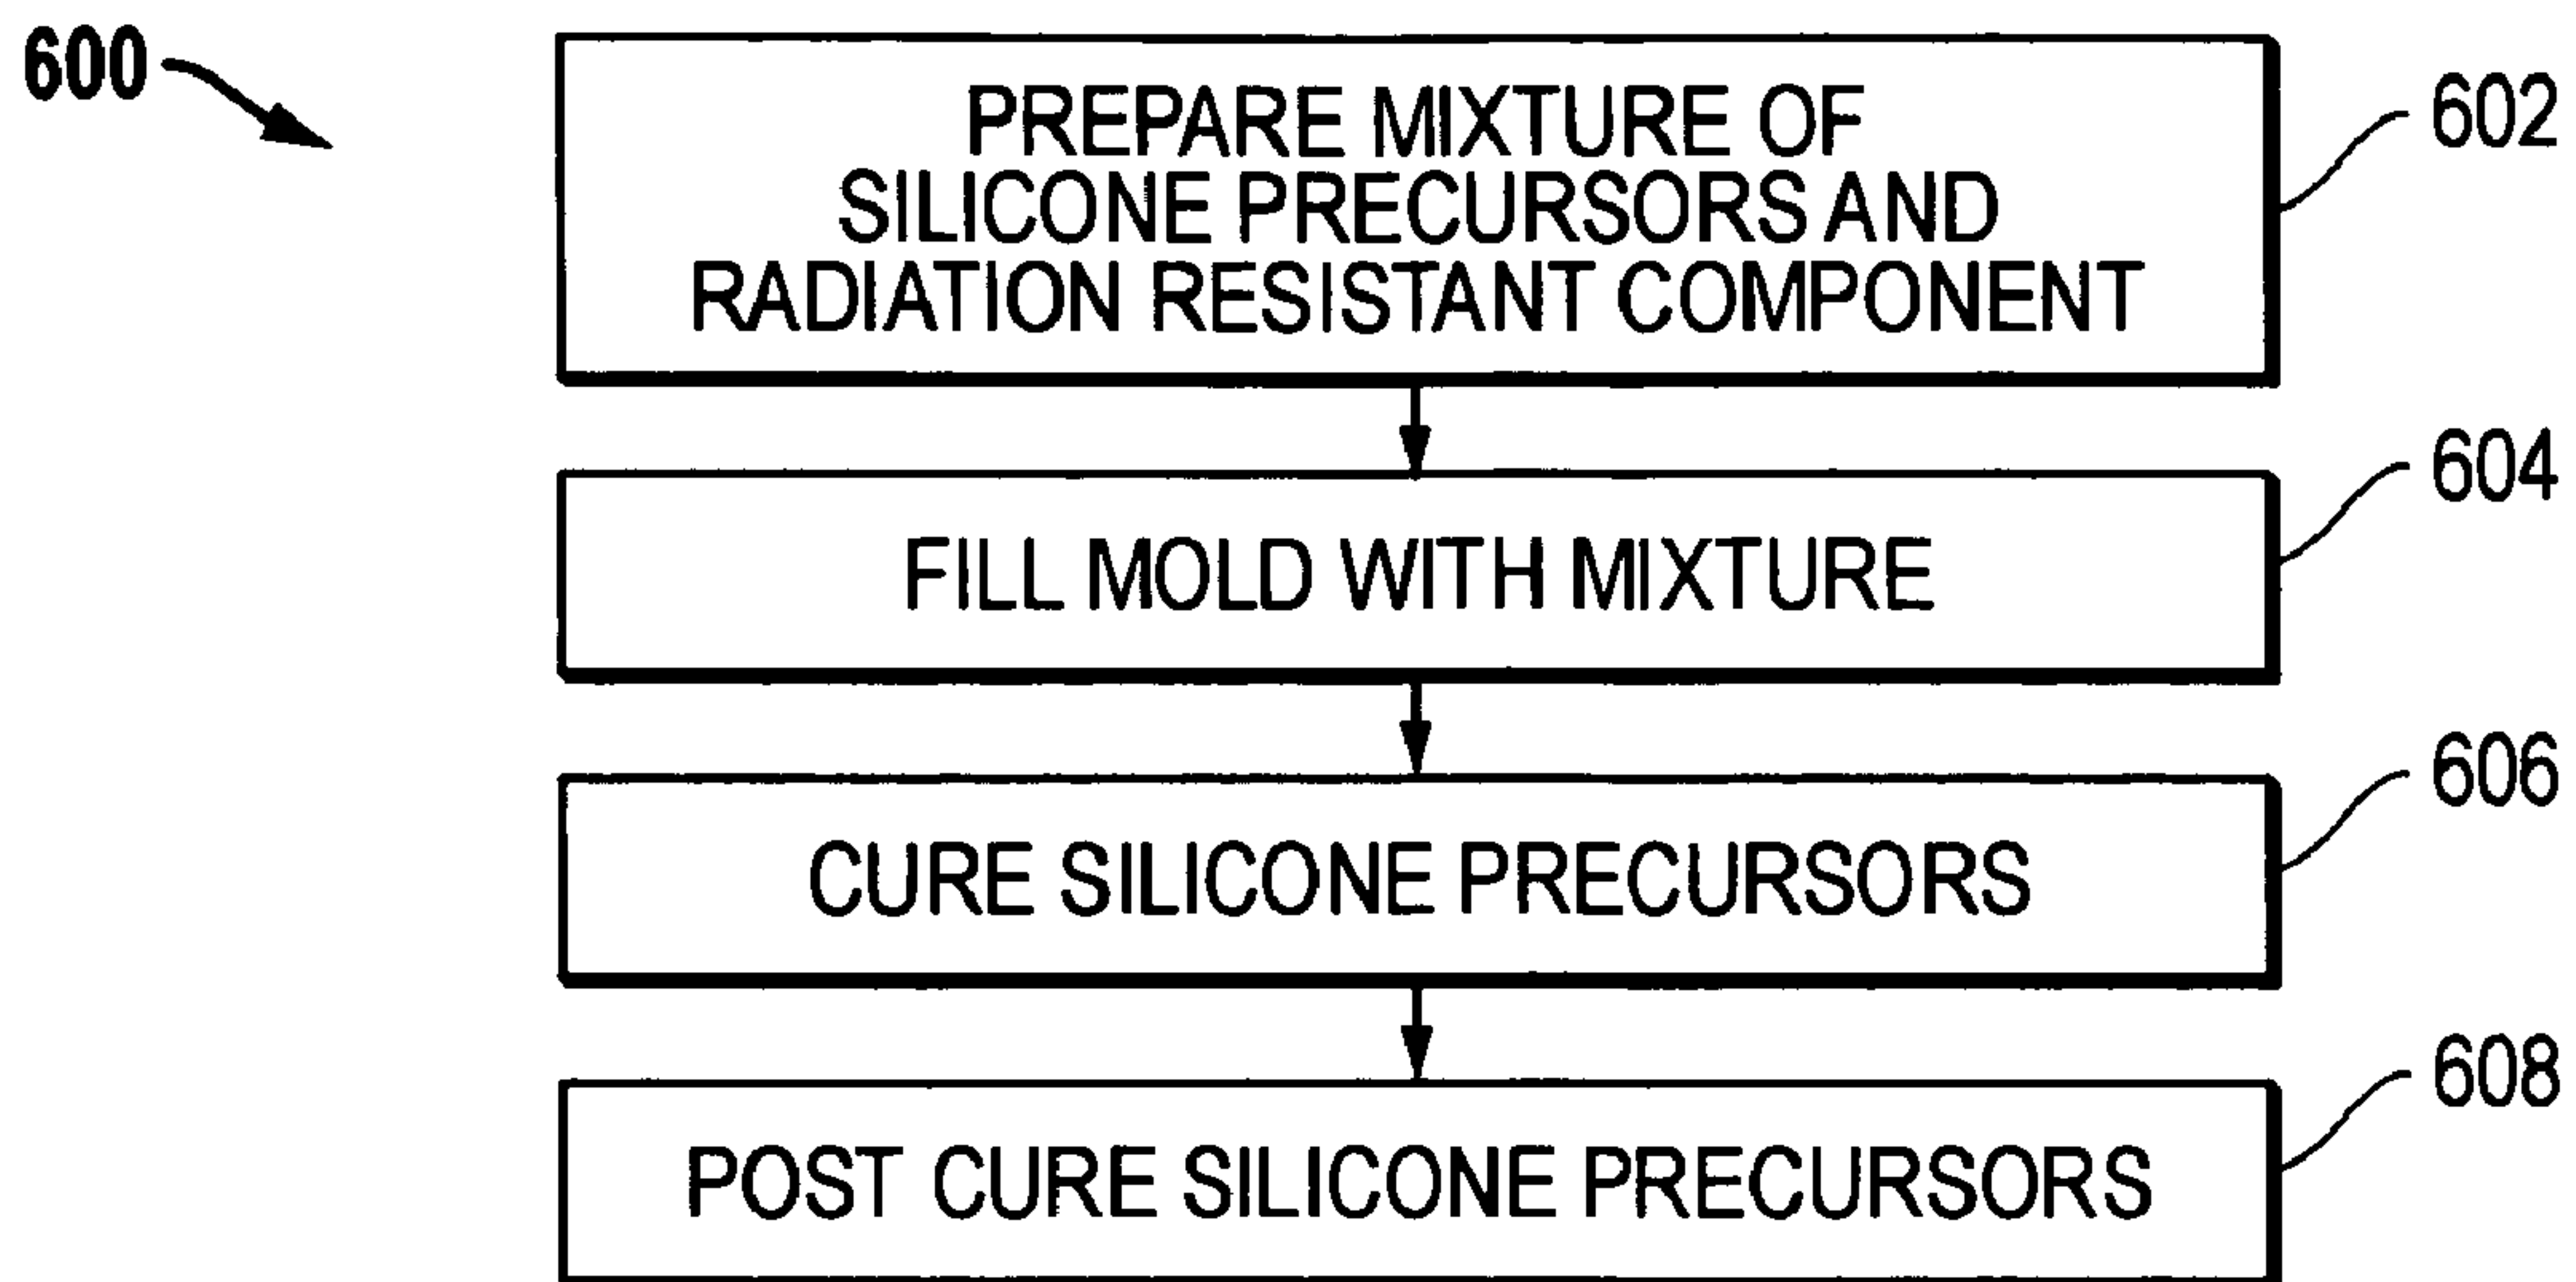 600
PREPARE MIXTURE OF
SILICONE PRECURSORS AND
RADIATION RESISTANT COMPONENT
602
FILL MOLD WITH MIXTURE
604
CURE SILICONE PRECURSORS
606
POST CURE SILICONE PRECURSORS
608